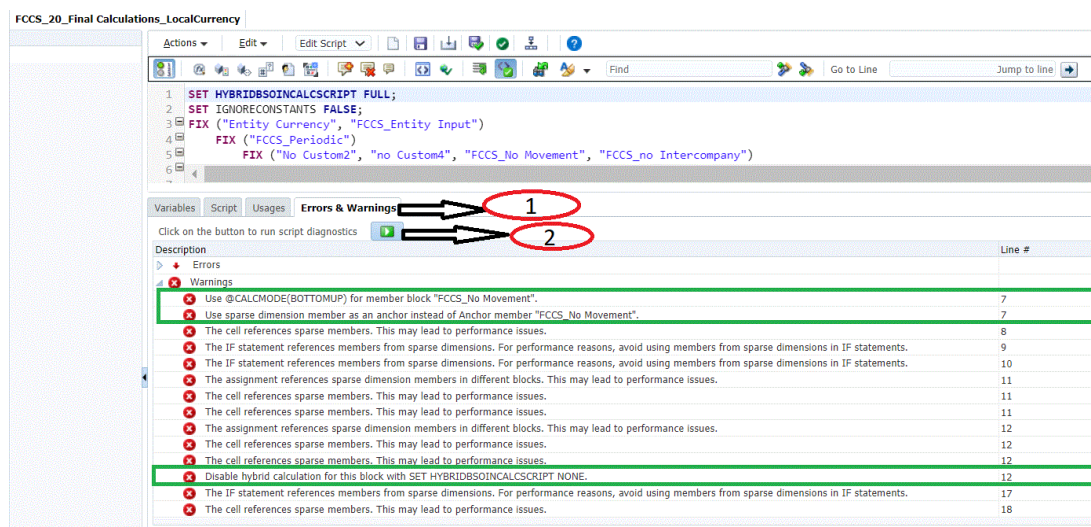 FCCS_20_Final Calculations_LocalCurrency
Actions Edit Edit Script
Find Go to Line Jump to line
1 SET HYBRIDBSOINCALCSCRIPT FULL;
2 SET IGNORECONSTANTS FALSE;
3 FIX ("Entity Currency", "FCCS_Entity Input")
4 FIX ("FCCS_Periodic")
5 FIX ("No Custom2", "no Custom4", "FCCS_No Movement", "FCCS_no Intercompany")
6
Variables Script Usages Errors & Warnings 1
Click on the button to run script diagnostics 2
Description Line #
Errors
Warnings
Use @CALCMODE(BOTTOMUP) for member block "FCCS_No Movement". 7
Use sparse dimension member as an anchor instead of Anchor member "FCCS_No Movement". 7
The cell references sparse members. This may lead to performance issues. 8
The IF statement references members from sparse dimensions. For performance reasons, avoid using members from sparse dimensions in IF statements. 9
The IF statement references members from sparse dimensions. For performance reasons, avoid using members from sparse dimensions in IF statements. 10
The assignment references sparse dimension members in different blocks. This may lead to performance issues. 11
The cell references sparse members. This may lead to performance issues. 11
The cell references sparse members. This may lead to performance issues. 11
The assignment references sparse dimension members in different blocks. This may lead to performance issues. 12
The cell references sparse members. This may lead to performance issues. 12
The cell references sparse members. This may lead to performance issues. 12
Disable hybrid calculation for this block with SET HYBRIDBSOINCALCSCRIPT NONE. 12
The IF statement references members from sparse dimensions. For performance reasons, avoid using members from sparse dimensions in IF statements. 17
The cell references sparse members. This may lead to performance issues. 18